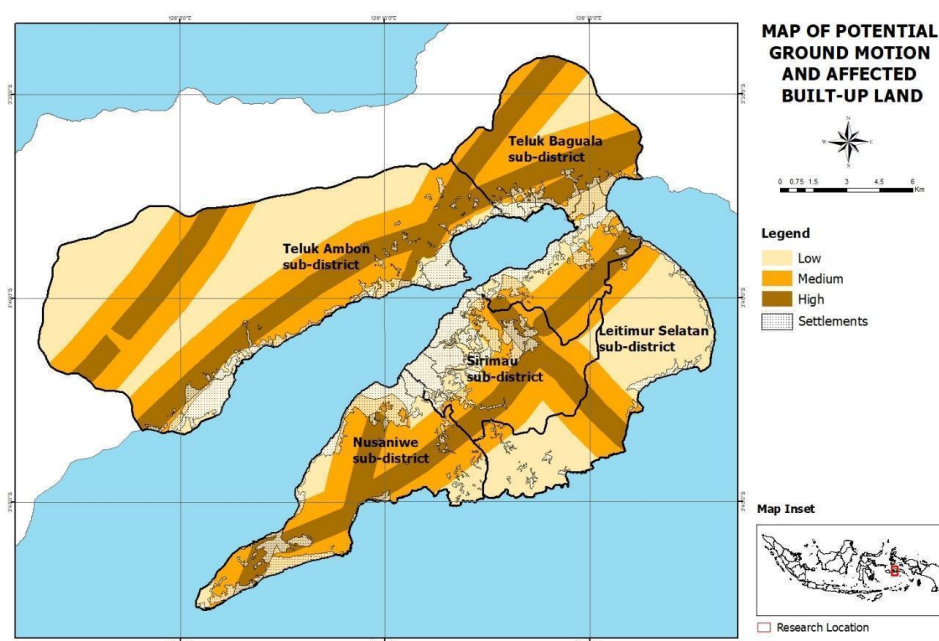 MAP OF POTENTIAL
GROUND MOTION
AND AFFECTED
BUILT-UP LAND
N
W E
S
0 0.75 1.5 3 4.5 6
Km
Legend
Low
Medium
High
Settlements
Teluk Baguala
sub-district
Teluk Ambon
sub-district
Leitimur Selatan
sub-district
Sirimau
sub-district
Nusaniwe
sub-district
Map Inset
Research Location